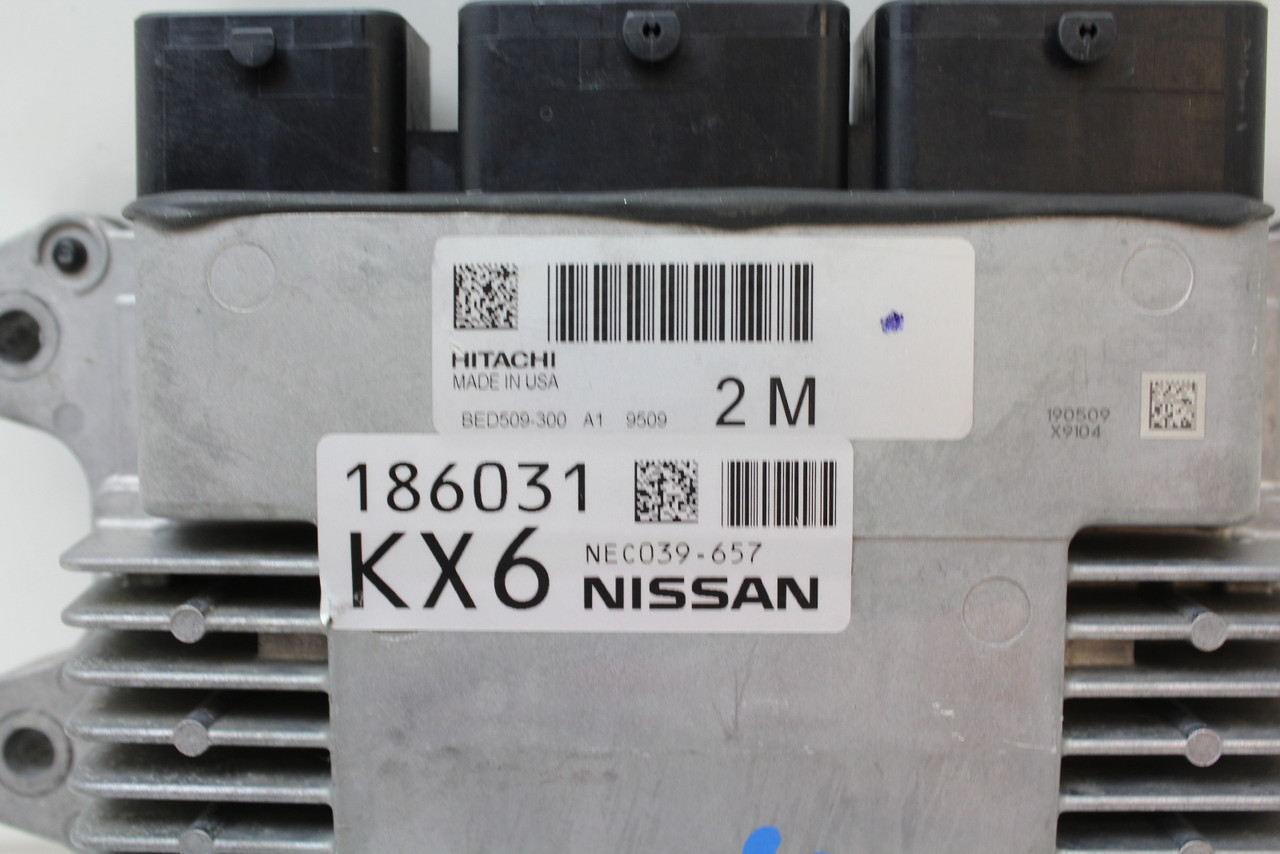 HITACHI
MADE IN USA
BED509-300 A1 9509 2 M
190509
X9104
186031
KX6 NEC039-657
NISSAN